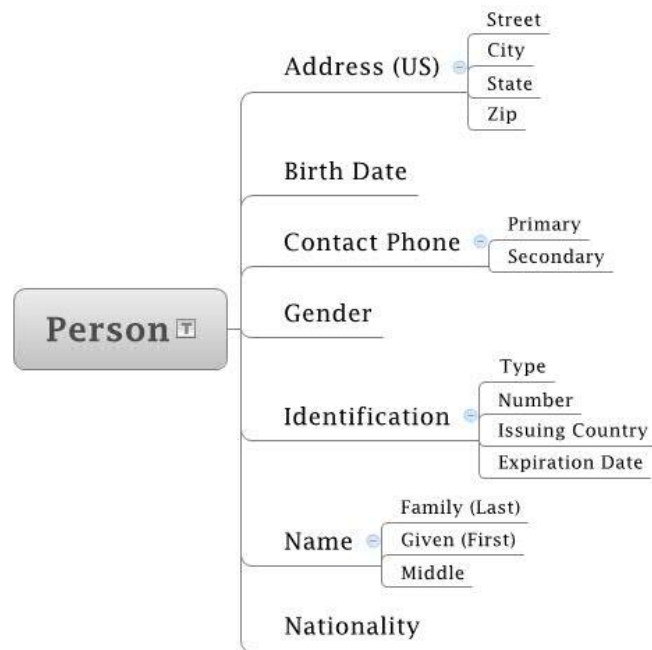 Person
T
Address (US)
Street
City
State
Zip
Birth Date
Contact Phone
Primary
Secondary
Gender
Identification
Type
Number
Issuing Country
Expiration Date
Name
Family (Last)
Given (First)
Middle
Nationality